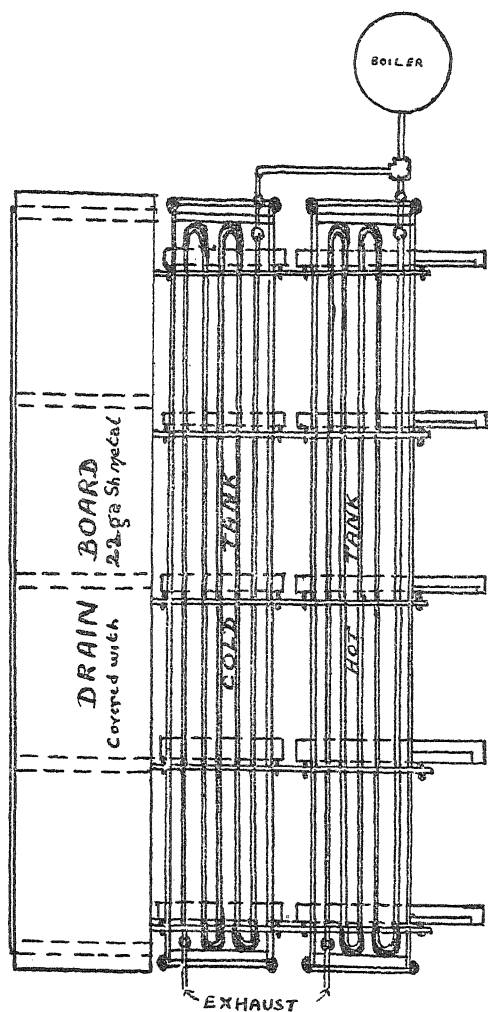 BOILER
DRAIN BOARD
Covered with 22 ga Sh metal
COLD TANK
HOT TANK
EXHAUST